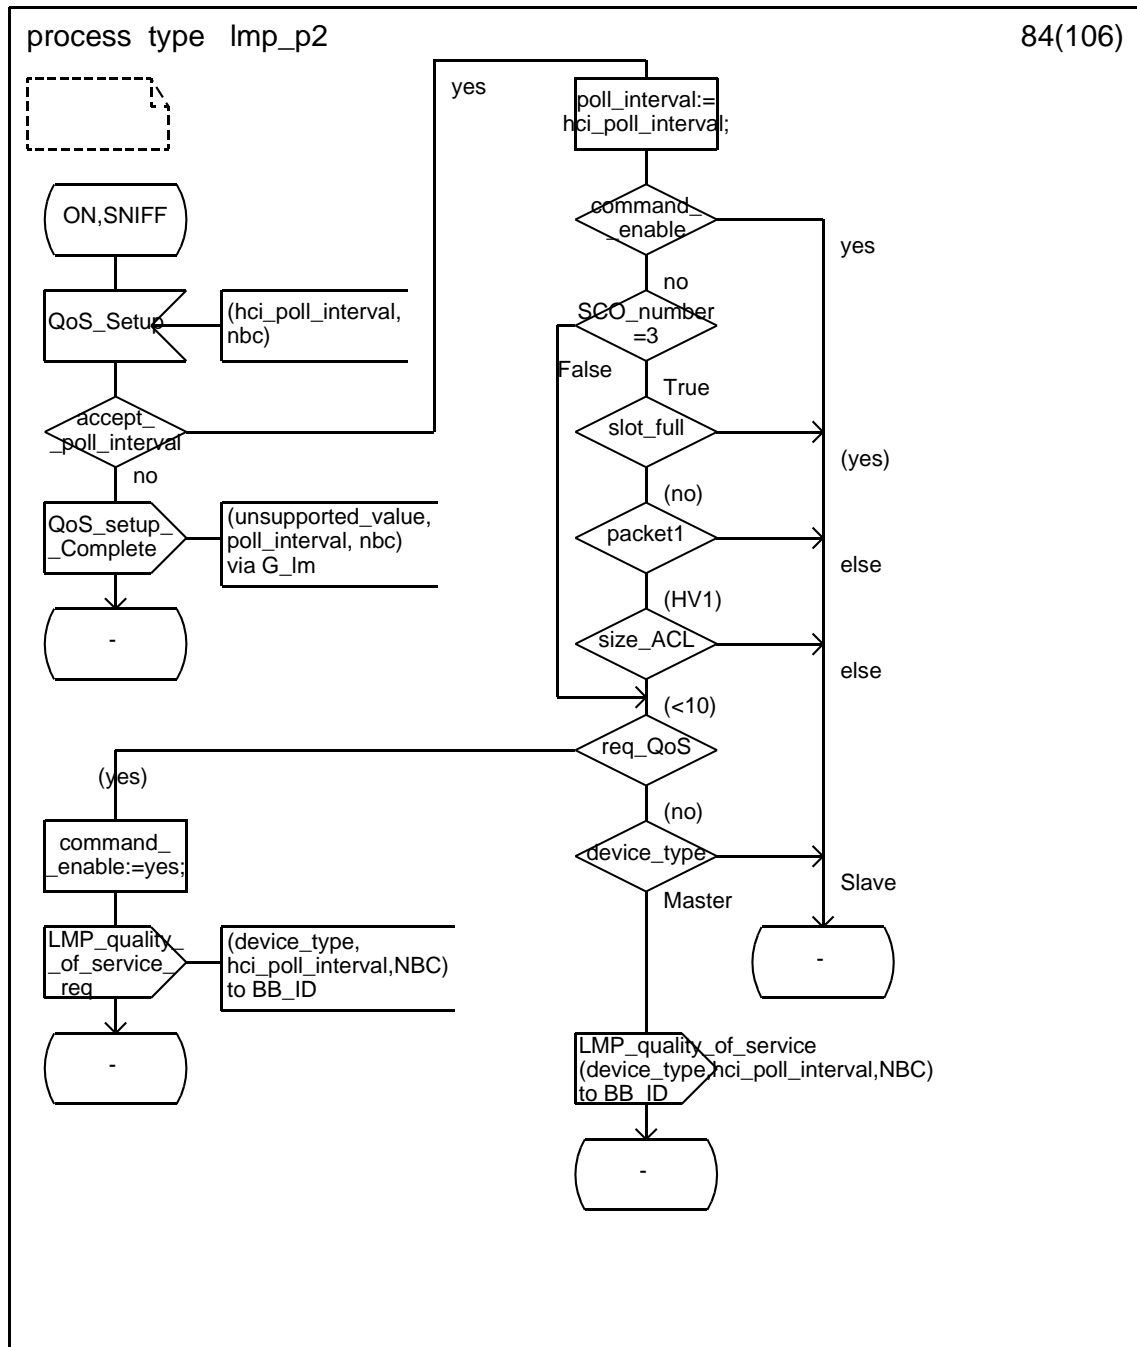 process type lmp_p2
84(106)
ON,SNIFF
QoS_Setup
(hci_poll_interval,
nbc)
accept_
_poll_interval
yes
no
QoS_setup_
_Complete
(unsupported_value,
poll_interval, nbc)
via G_lm
-
poll_interval:=
hci_poll_interval;
command_
_enable
yes
no
SCO_number
=3
False
True
slot_full
(yes)
(no)
packet1
else
(HV1)
size_ACL
else
(<10)
req_QoS
(yes)
(no)
command_
_enable:=yes;
LMP_quality_
_of_service_
_req
(device_type,
hci_poll_interval,NBC)
to BB_ID
-
device_type
Slave
Master
-
LMP_quality_of_service
(device_type,hci_poll_interval,NBC)
to BB_ID
-